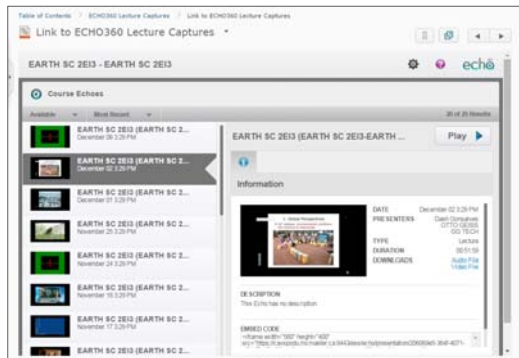 Table of Contents > ECHO360 Lecture Captures > Link to ECHO360 Lecture Captures
Link to ECHO360 Lecture Captures
EARTH SC 2EI3 - EARTH SC 2EI3
echo
Course Echoes
Available
Most Recent
20 of 20 Results
EARTH SC 2EI3 (EARTH SC 2...
December 08 3:29 PM
EARTH SC 2EI3 (EARTH SC 2...
December 02 3:29 PM
EARTH SC 2EI3 (EARTH SC 2...
December 01 3:29 PM
EARTH SC 2EI3 (EARTH SC 2...
November 25 3:29 PM
EARTH SC 2EI3 (EARTH SC 2...
November 24 3:29 PM
EARTH SC 2EI3 (EARTH SC 2...
November 18 3:29 PM
EARTH SC 2EI3 (EARTH SC 2...
November 17 3:29 PM
EARTH SC 2EI3 (EARTH SC 2...
EARTH SC 2EI3 (EARTH SC 2EI3-EARTH ...
Play
Information
DATE December 02 3:29 PM
PRESENTERS
OTTO GEISS
GG TECH
TYPE Lecture
DURATION 00:51:59
DOWNLOADS Audio File
Video File
DESCRIPTION
This Echo has no description.
EMBED CODE